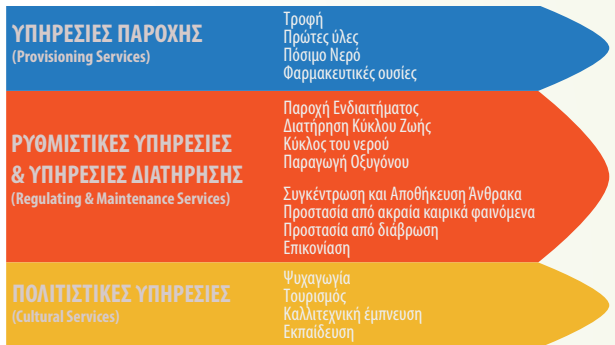 ΥΠΗΡΕΣΙΕΣ ΠΑΡΟΧΗΣ
(Provisioning Services)
Τροφή
Πρώτες ύλες
Πόσιμο Νερό
Φαρμακευτικές ουσίες
ΡΥΘΜΙΣΤΙΚΕΣ ΥΠΗΡΕΣΙΕΣ
& ΥΠΗΡΕΣΙΕΣ ΔΙΑΤΗΡΗΣΗΣ
(Regulating & Maintenance Services)
Παροχή Ενδιαιτήματος
Διατήρηση Κύκλου Ζωής
Κύκλος του νερού
Παραγωγή Οξυγόνου
Συγκέντρωση και Αποθήκευση Άνθρακα
Προστασία από ακραία καιρικά φαινόμενα
Προστασία από διάβρωση
Επικονίαση
ΠΟΛΙΤΙΣΤΙΚΕΣ ΥΠΗΡΕΣΙΕΣ
(Cultural Services)
Ψυχαγωγία
Τουρισμός
Καλλιτεχνική έμπνευση
Εκπαίδευση